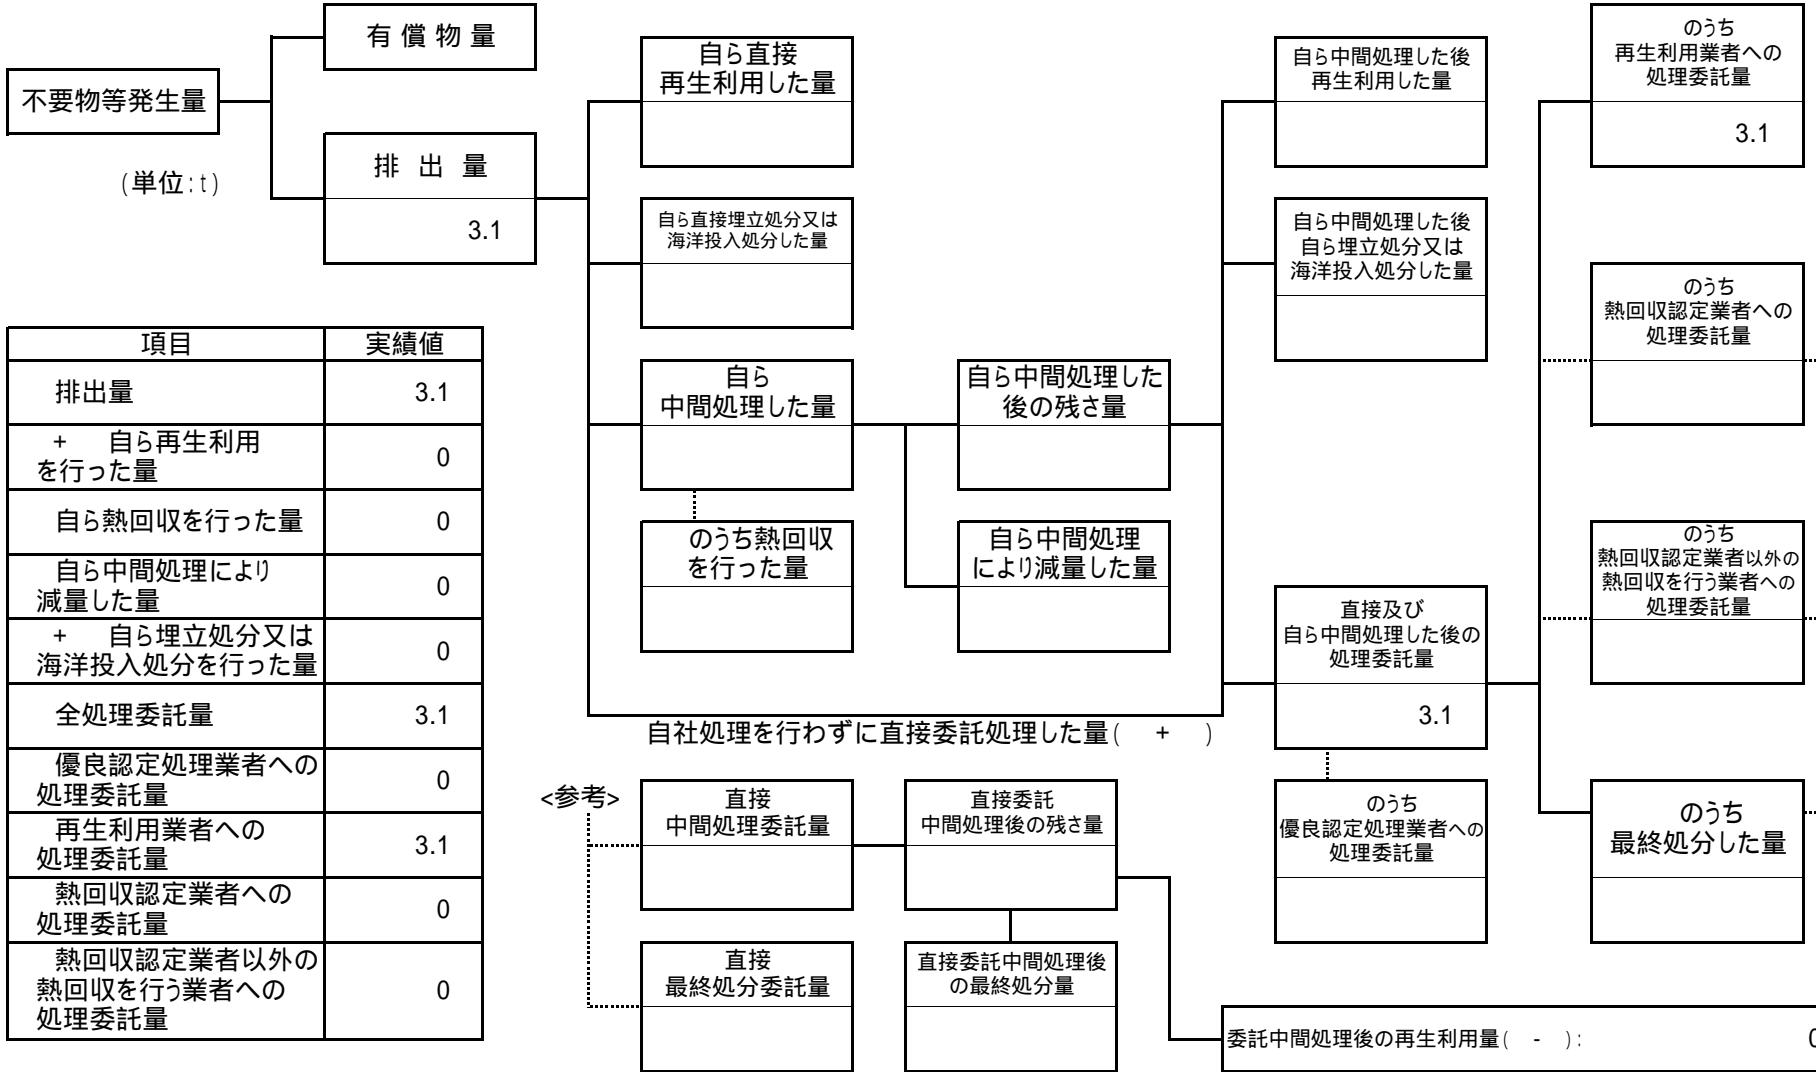 不要物等発生量
(単位:t)
有 償 物 量
排 出 量
3.1
自ら直接
再生利用した量
自ら直接埋立処分又は
海洋投入処分した量
自ら
中間処理した量
のうち熱回収
を行った量
自ら中間処理した
後の残さ量
自ら中間処理
により減量した量
自ら中間処理した後
再生利用した量
自ら中間処理した後
自ら埋立処分又は
海洋投入処分した量
直接及び
自ら中間処理した後の
処理委託量
3.1
のうち
優良認定処理業者への
処理委託量
のうち
再生利用業者への
処理委託量
3.1
のうち
熱回収認定業者への
処理委託量
のうち
熱回収認定業者以外の
熱回収を行う業者への
処理委託量
のうち
最終処分した量
自社処理を行わずに直接委託処理した量( + )
<参考>
直接
中間処理委託量
直接委託
中間処理後の残さ量
直接
最終処分委託量
直接委託中間処理後
の最終処分量
委託中間処理後の再生利用量( - ): 0
項目 実績値
排出量 3.1
+ 自ら再生利用
を行った量 0
自ら熱回収を行った量 0
自ら中間処理により
減量した量 0
+ 自ら埋立処分又は
海洋投入処分を行った量 0
全処理委託量 3.1
優良認定処理業者への
処理委託量 0
再生利用業者への
処理委託量 3.1
熱回収認定業者への
処理委託量 0
熱回収認定業者以外の
熱回収を行う業者への
処理委託量 0